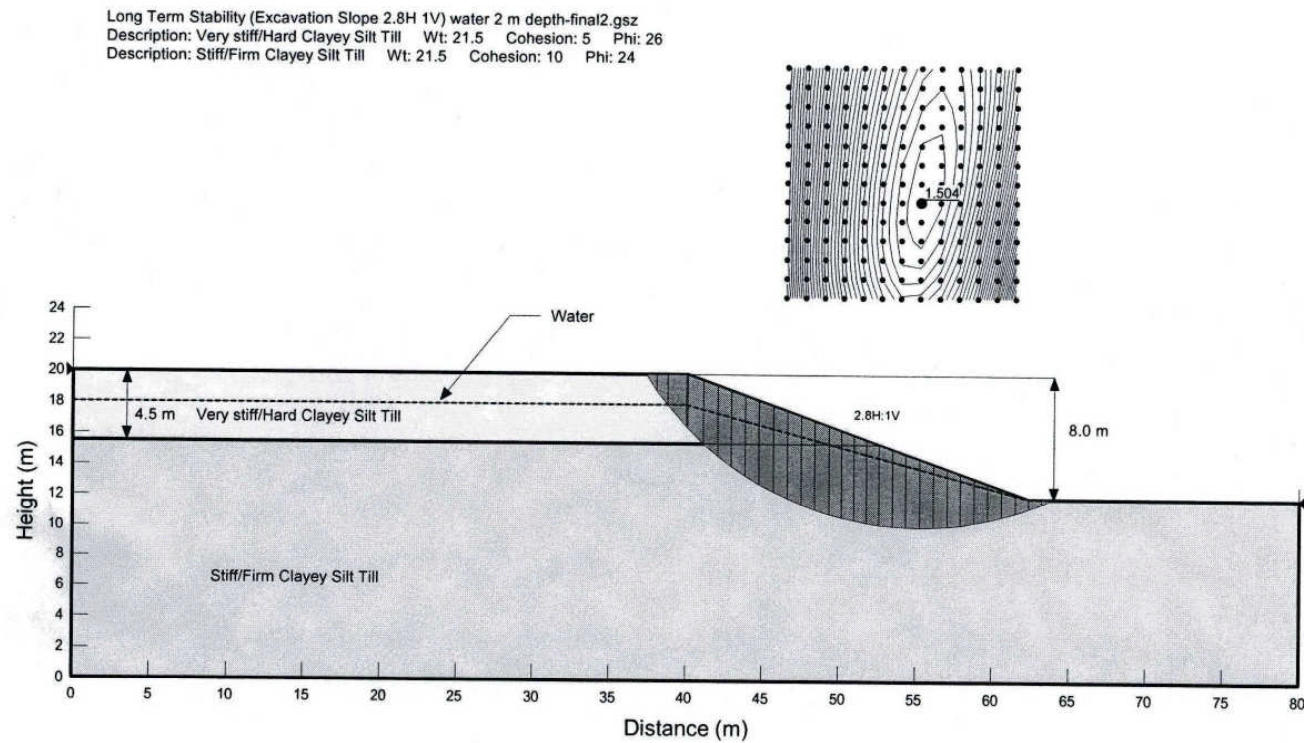 Long Term Stability (Excavation Slope 2.8H 1V) water 2 m depth-final2.gsz
Description: Very stiff/Hard Clayey Silt Till Wt: 21.5 Cohesion: 5 Phi: 26
Description: Stiff/Firm Clayey Silt Till Wt: 21.5 Cohesion: 10 Phi: 24
1.504
24
22
20
18
16
14
12
10
8
6
4
2
0
Height (m)
Water
4.5 m
Very stiff/Hard Clayey Silt Till
2.8H:1V
8.0 m
Stiff/Firm Clayey Silt Till
0 5 10 15 20 25 30 35 40 45 50 55 60 65 70 75 80
Distance (m)